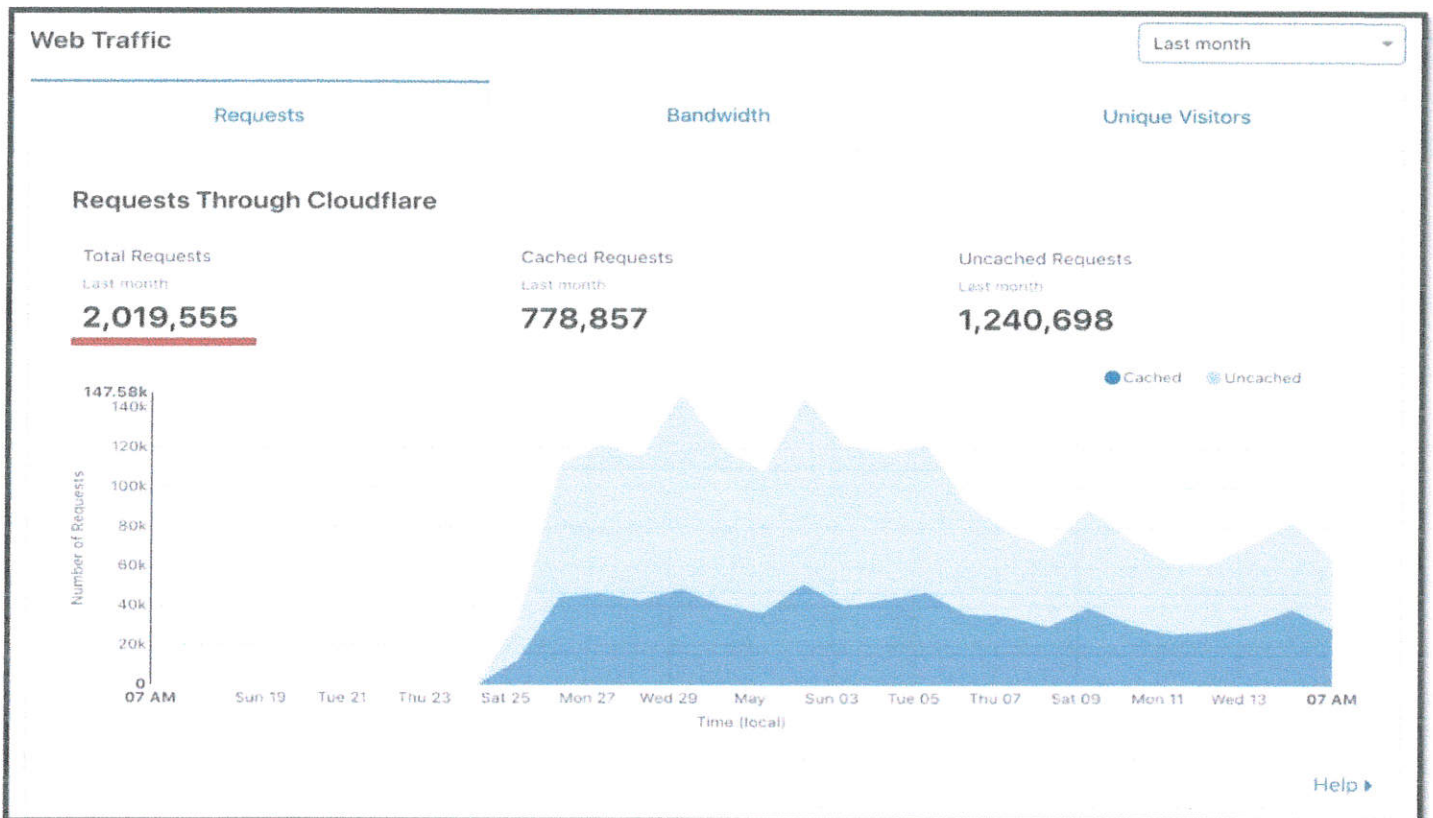 Web Traffic
Last month
Requests Bandwidth Unique Visitors
Requests Through Cloudflare
Total Requests Cached Requests Uncached Requests
Last month Last month Last month
2,019,555 778,857 1,240,698
Cached Uncached
147.58k
140k
120k
100k
80k
60k
40k
20k
0
Number of Requests
07 AM Sun 19 Tue 21 Thu 23 Sat 25 Mon 27 Wed 29 May Sun 03 Tue 05 Thu 07 Sat 09 Mon 11 Wed 13 07 AM
Time (local)
Help